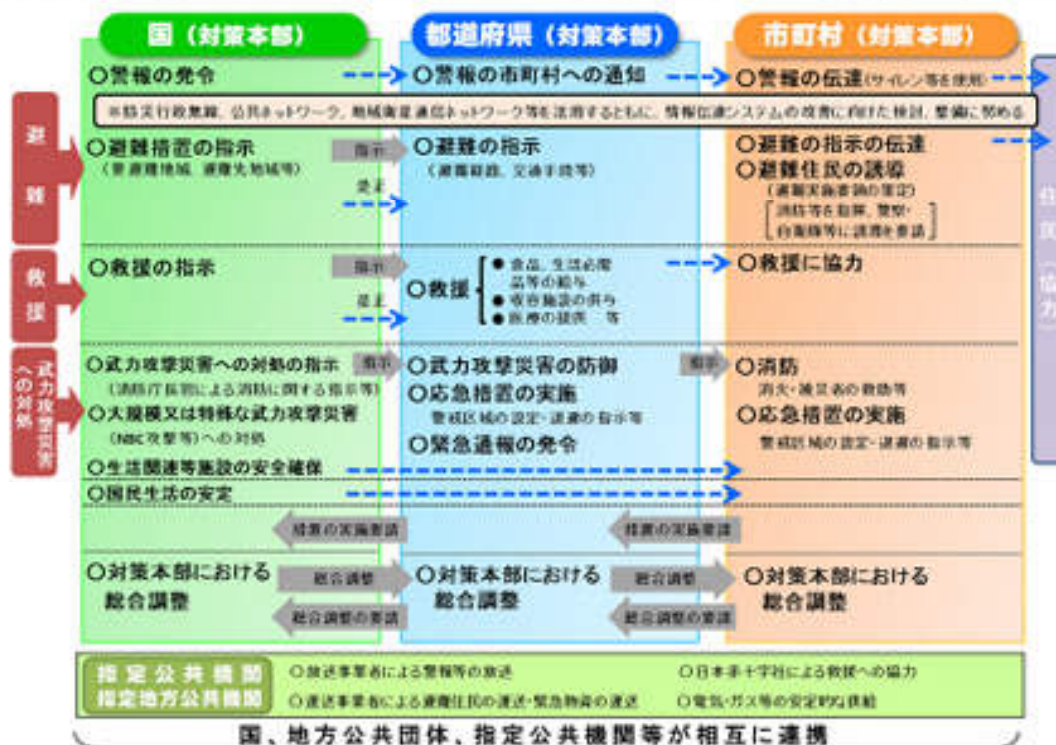 国(対策本部)
都道府県(対策本部)
市町村(対策本部)
○警報の発令
○警報の市町村への通知
○警報の伝達(サイレン等を使用)
※防災行政無線、公共ネットワーク、地域衛星通信ネットワーク等を活用するともに、情報伝達システムの改善に向けた検討、整備に努める
避難
○避難措置の指示
(要避難地域、避難先地域等)
指示
是正
○避難の指示
(避難経路、交通手段等)
○避難の指示の伝達
○避難住民の誘導
(避難実施要領の策定)
消防等を指揮、警察・
自衛隊等に誘導を要請
住民(協力)
救援
○救援の指示
指示
是正
○救援
●食品、生活必需
品等の給与
●収容施設の供与
●医療の提供 等
○救援に協力
武力攻撃災害
への対処
○武力攻撃災害への対処の指示
(消防庁長官による消防に関する指示等)
○大規模又は特殊な武力攻撃災害
(NBC攻撃等)への対処
○生活関連等施設の安全確保
○国民生活の安定
指示
○武力攻撃災害の防御
○応急措置の実施
警戒区域の設定・退避の指示等
○緊急通報の発令
指示
○消防
消火・被災者の救助等
○応急措置の実施
警戒区域の設定・退避の指示等
措置の実施要請
措置の実施要請
○対策本部における
総合調整
総合調整
総合調整の要請
○対策本部における
総合調整
総合調整
総合調整の要請
○対策本部における
総合調整
指定公共機関
指定地方公共機関
○放送事業者による警報等の放送
○日本赤十字社による救援への協力
○運送事業者による避難住民の運送・緊急物資の運送
○電気・ガス等の安定的な供給
国、地方公共団体、指定公共機関等が相互に連携